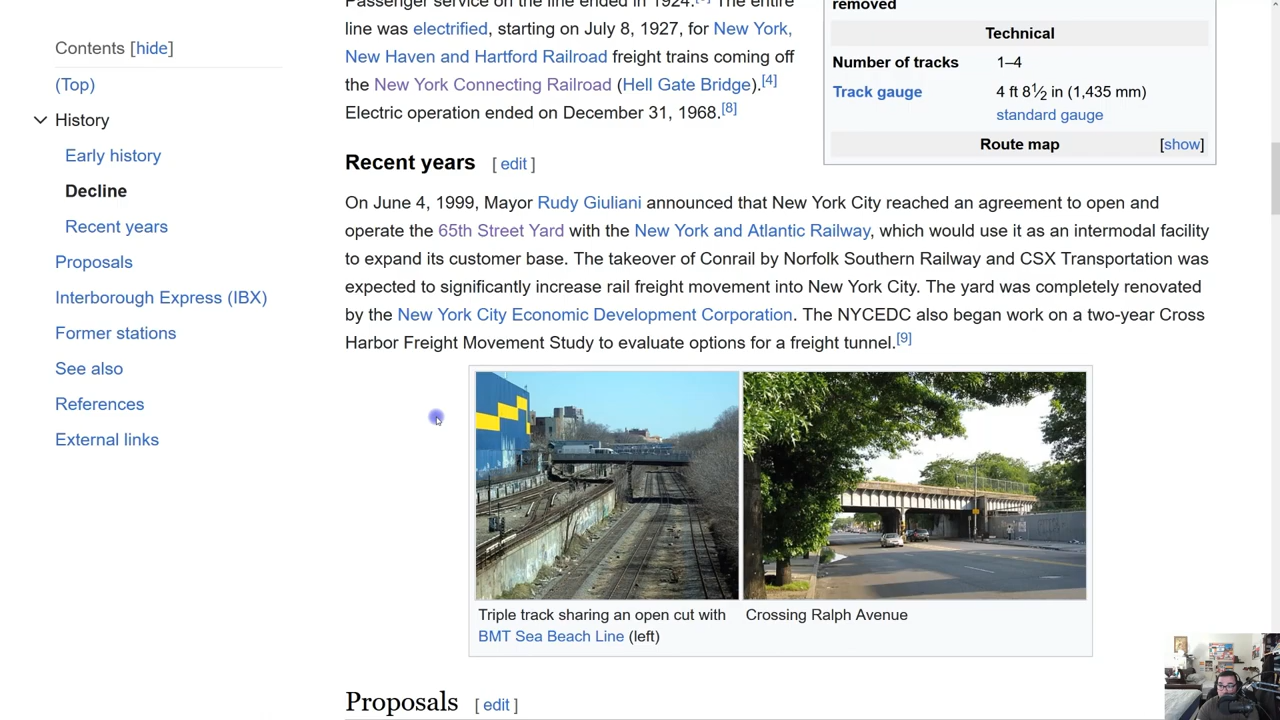 Contents [hide]
(Top)
History
Early history
Decline
Recent years
Proposals
Interborough Express (IBX)
Former stations
See also
References
External links
Passenger service on the line ended in 1924. The entire
line was electrified, starting on July 8, 1927, for New York,
New Haven and Hartford Railroad freight trains coming off
the New York Connecting Railroad (Hell Gate Bridge).[4]
Electric operation ended on December 31, 1968.[8]
removed
Technical
Number of tracks 1–4
Track gauge 4 ft 8 1⁄2 in (1,435 mm)
standard gauge
Route map [show]
Recent years [ edit ]
On June 4, 1999, Mayor Rudy Giuliani announced that New York City reached an agreement to open and
operate the 65th Street Yard with the New York and Atlantic Railway, which would use it as an intermodal facility
to expand its customer base. The takeover of Conrail by Norfolk Southern Railway and CSX Transportation was
expected to significantly increase rail freight movement into New York City. The yard was completely renovated
by the New York City Economic Development Corporation. The NYCEDC also began work on a two-year Cross
Harbor Freight Movement Study to evaluate options for a freight tunnel.[9]
Triple track sharing an open cut with
BMT Sea Beach Line (left)
Crossing Ralph Avenue
Proposals [ edit ]